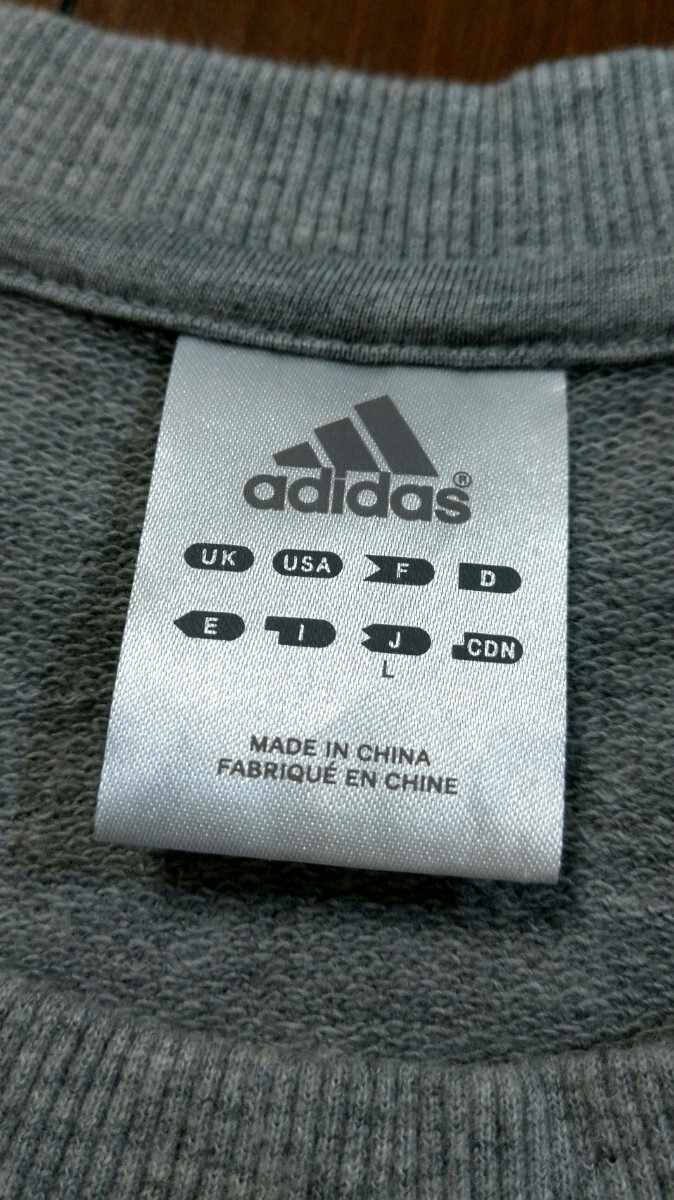 adidas®
UK USA F D
E I J CDN
L
MADE IN CHINA
FABRIQUÉ EN CHINE